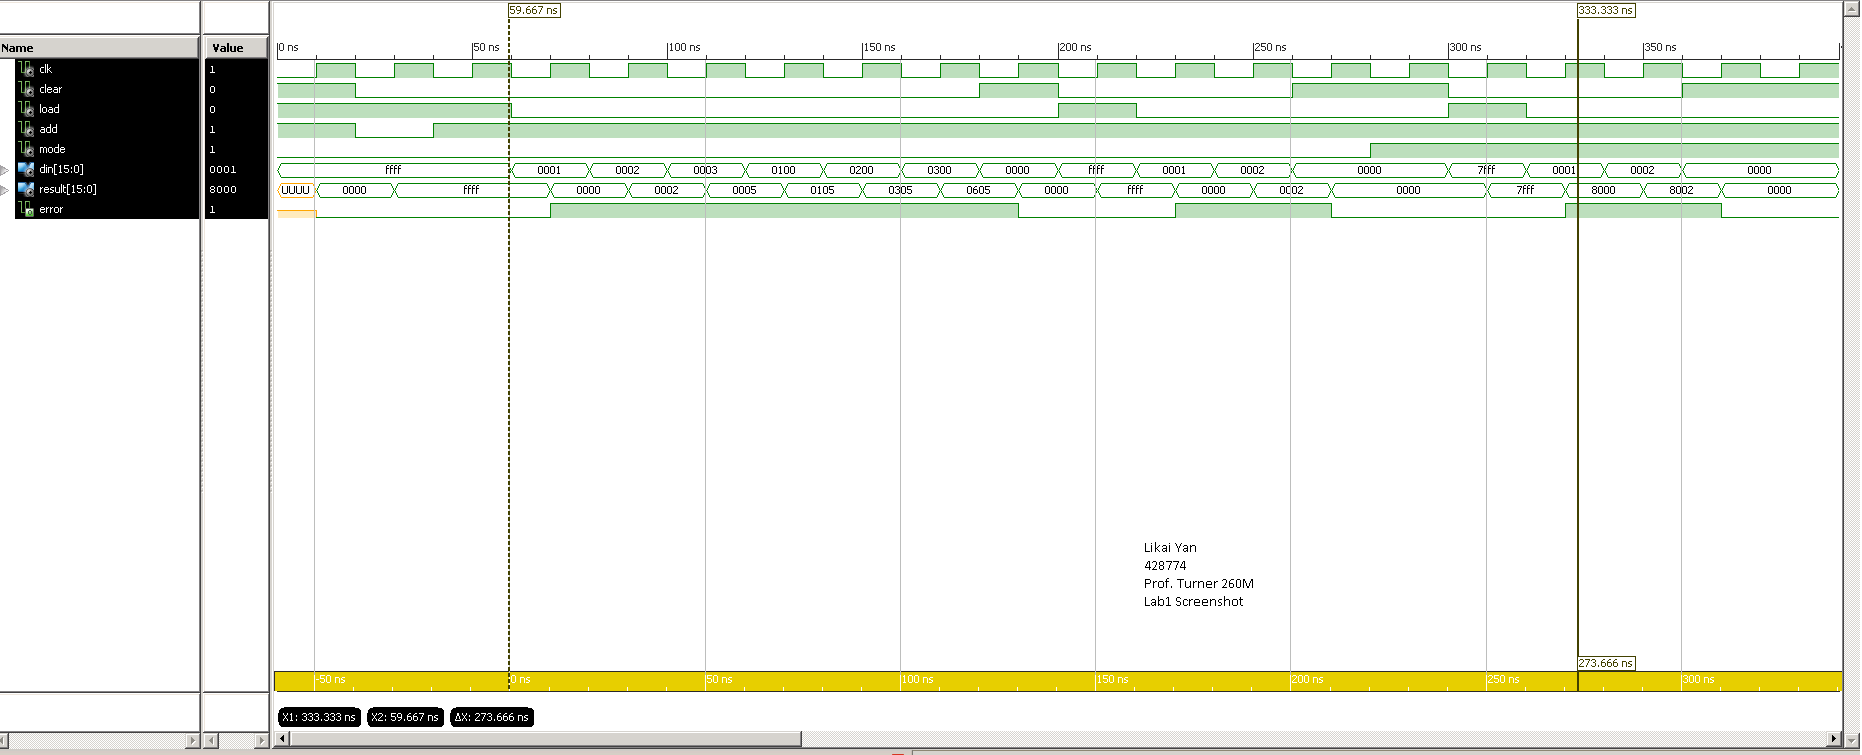 59.667 ns 333.333 ns
Name Value 0 ns 50 ns 100 ns 150 ns 200 ns 250 ns 300 ns 350 ns
clk 1
clear 0
load 0
add 1
mode 1
din[15:0] 0001 ffff 0001 0002 0003 0100 0200 0300 0000 ffff 0001 0002 0000 7fff 0001 0002 0000
result[15:0] 8000 UUUU 0000 ffff 0000 0002 0005 0105 0305 0605 0000 ffff 0000 0002 0000 7fff 8000 8002 0000
error 1
Likai Yan
428774
Prof. Turner 260M
Lab1 Screenshot
273.666 ns
-50 ns 0 ns 50 ns 100 ns 150 ns 200 ns 250 ns 300 ns
X1: 333.333 ns X2: 59.667 ns ΔX: 273.666 ns